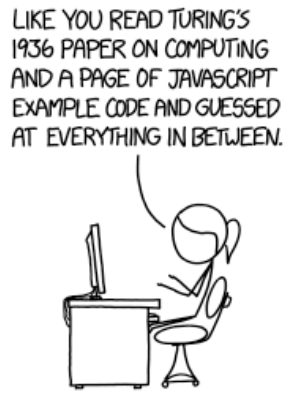 LIKE YOU READ TURING'S
1936 PAPER ON COMPUTING
AND A PAGE OF JAVASCRIPT
EXAMPLE CODE AND GUESSED
AT EVERYTHING IN BETWEEN.